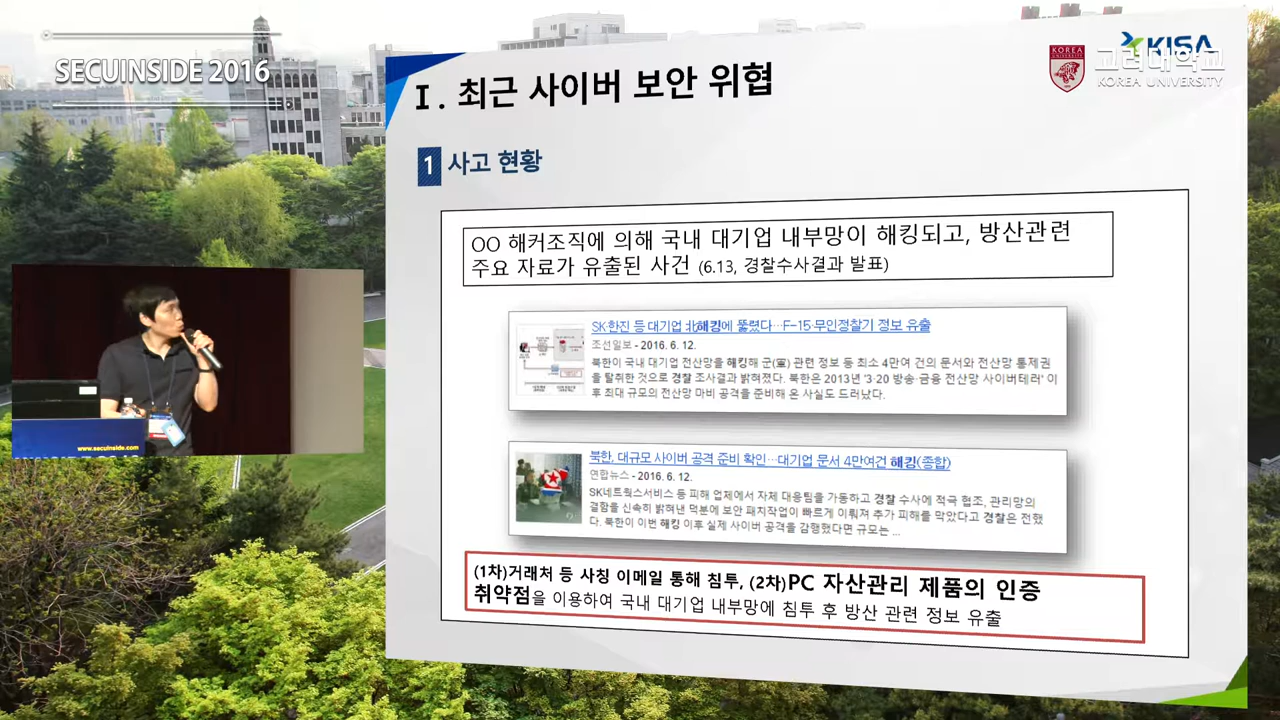 SECUINSIDE 2016
KISA
고려대학교
KOREA UNIVERSITY
KOREA
Ⅰ. 최근 사이버 보안 위협
1 사고 현황
OO 해커조직에 의해 국내 대기업 내부망이 해킹되고, 방산관련
주요 자료가 유출된 사건 (6.13, 경찰수사결과 발표)
SK·한진 등 대기업 北해킹에 뚫렸다…F-15·무인정찰기 정보 유출
조선일보 - 2016. 6. 12.
북한이 국내 대기업 전산망을 해킹해 군(軍) 관련 정보 등 최소 4만여 건의 문서와 전산망 통제권
을 탈취한 것으로 경찰 조사결과 밝혀졌다. 북한은 2013년 '3·20 방송·금융 전산망 사이버테러' 이
후 최대 규모의 전산망 마비 공격을 준비해 온 사실도 드러났다.
북한, 대규모 사이버 공격 준비 확인…대기업 문서 4만여건 해킹(종합)
연합뉴스 - 2016. 6. 12.
SK네트웍스서비스 등 피해 업체에서 자체 대응팀을 가동하고 경찰 수사에 적극 협조, 관리망의
결함을 신속히 밝혀낸 덕분에 보안 패치작업이 빠르게 이뤄져 추가 피해를 막았다고 경찰은 전했
다. 북한이 이번 해킹 이후 실제 사이버 공격을 감행했다면 규모는 ...
(1차)거래처 등 사칭 이메일 통해 침투, (2차)PC 자산관리 제품의 인증
취약점을 이용하여 국내 대기업 내부망에 침투 후 방산 관련 정보 유출
www.secuinside.com